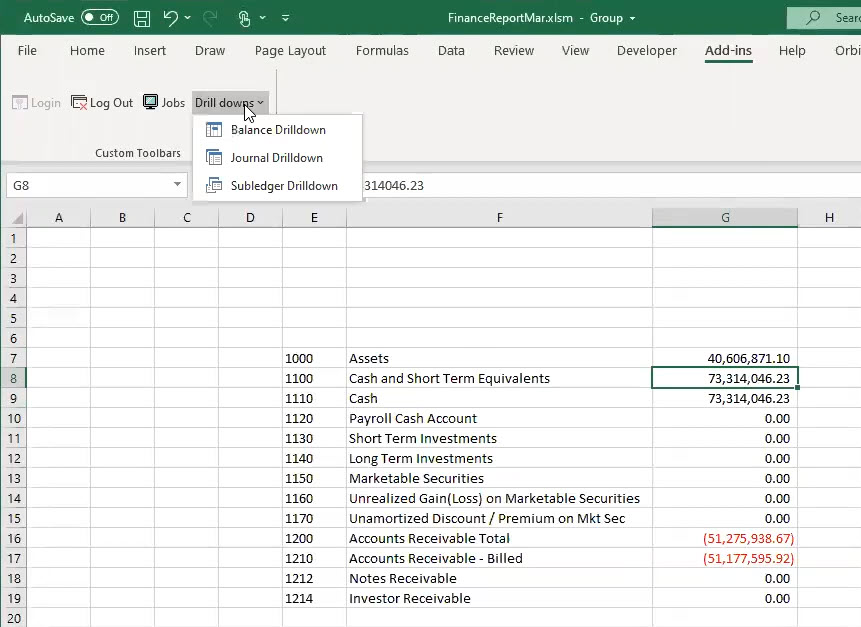 AutoSave Off FinanceReportMar.xlsm - Group Sear
File Home Insert Draw Page Layout Formulas Data Review View Developer Add-ins Help Orbi
Login Log Out Jobs Drill downs
Balance Drilldown
Custom Toolbars Journal Drilldown
G8 Subledger Drilldown 314046.23
A B C D E F G H
1
2
3
4
5
6
7 1000 Assets 40,606,871.10
8 1100 Cash and Short Term Equivalents 73,314,046.23
9 1110 Cash 73,314,046.23
10 1120 Payroll Cash Account 0.00
11 1130 Short Term Investments 0.00
12 1140 Long Term Investments 0.00
13 1150 Marketable Securities 0.00
14 1160 Unrealized Gain(Loss) on Marketable Securities 0.00
15 1170 Unamortized Discount / Premium on Mkt Sec 0.00
16 1200 Accounts Receivable Total (51,275,938.67)
17 1210 Accounts Receivable - Billed (51,177,595.92)
18 1212 Notes Receivable 0.00
19 1214 Investor Receivable 0.00
20